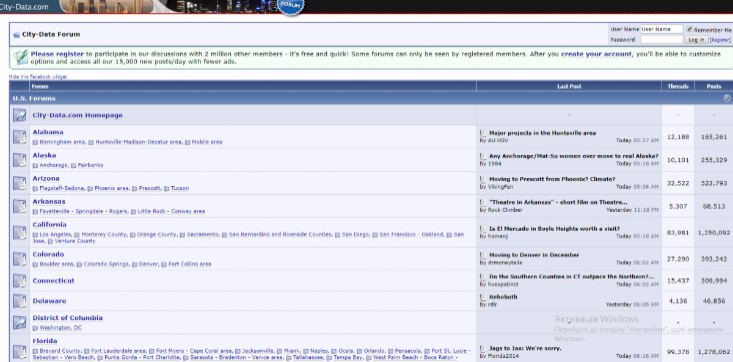 City-Data.com
FORUM
City-Data Forum
User Name User Name Remember Me
Password Log in [Register]
Please register to participate in our discussions with 2 million other members - it's free and quick! Some forums can only be seen by registered members. After you create your account, you'll be able to customize
options and access all our 15,000 new posts/day with fewer ads.
Hide this facebook widget
Forum Last Post Threads Posts
U.S. Forums
City-Data.com Homepage - - -
Alabama
Birmingham area, Huntsville-Madison-Decatur area, Mobile area
Major projects in the Huntsville area
by AU HSV Today 05:27 AM
12,188 165,261
Alaska
Anchorage, Fairbanks
Any Anchorage/Mat-Su women ever move to real Alaska?
by 1984 Today 05:18 AM
10,101 255,329
Arizona
Flagstaff-Sedona, Phoenix area, Prescott, Tucson
Moving to Prescott from Phoenix? Climate?
by VikingFan Today 05:56 AM
32,522 523,793
Arkansas
Fayetteville - Springdale - Rogers, Little Rock - Conway area
"Theatre in Arkansas" - short film on Theatre...
by Rock Climber Yesterday 11:18 PM
5,307 68,513
California
Los Angeles, Monterey County, Orange County, Sacramento, San Bernardino and Riverside Counties, San Diego, San Francisco - Oakland, San
Jose, Ventura County
Is El Mercado in Boyle Heights worth a visit?
by homenj Today 05:18 AM
83,981 1,350,092
Colorado
Boulder area, Colorado Springs, Denver, Fort Collins area
Moving to Denver in December
by Today 06:02 AM
27,290 393,242
Connecticut
On the Southern Counties in CT outpace the Northern?...
by Today 06:02 AM
15,437 309,994
Delaware
Rehoboth
by rdlr Yesterday 06:05 AM
4,136 46,856
District of Columbia
Washington, DC
- -
Активація Windows
Перейдіть до розділу "Настройки", щоб активувати
Windows.
Florida
Brevard County, Fort Lauderdale area, Fort Myers - Cape Coral area, Jacksonville, Miami, Naples, Ocala, Orlando, Pensacola, Port St. Lucie -
Sebastian - Vero Beach, Punta Gorda - Port Charlotte, Sarasota - Bradenton - Venice area, Tallahassee, Tampa Bay, West Palm Beach - Boca Raton -
Jags to Jax: We're sorry.
by Florida2014 Today 06:16 AM
99,378 1,278,062